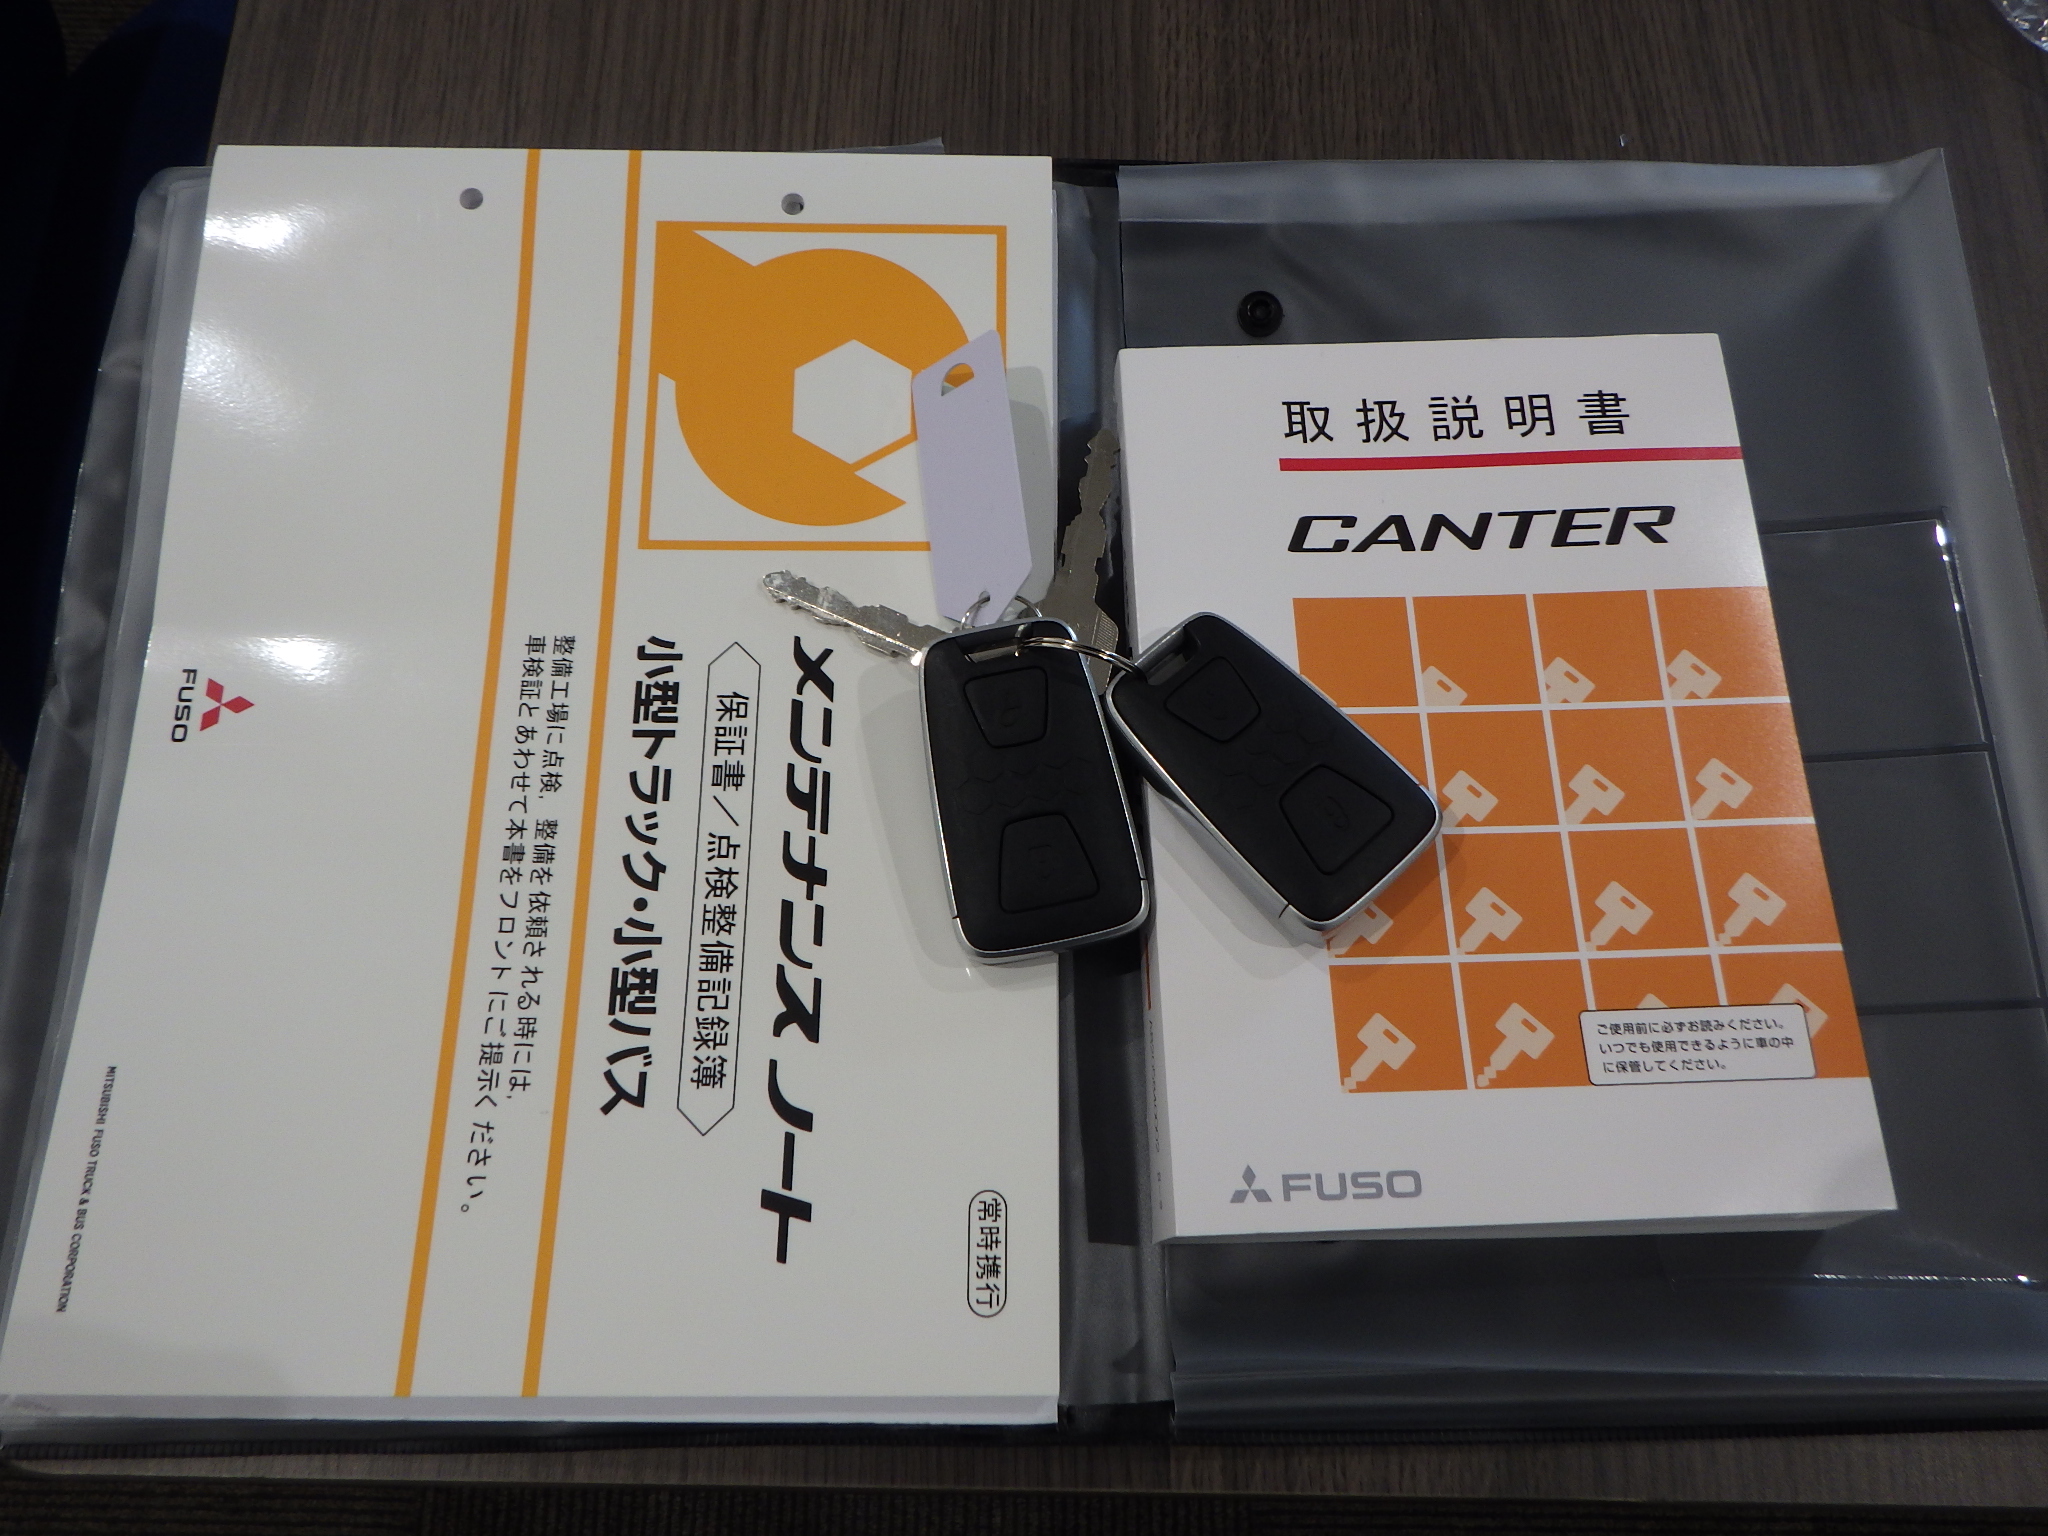 常時携行
メンテナンス ノート
保証書／点検整備記録簿
小型トラック・小型バス
整備工場に点検，整備を依頼される時には，
車検証とあわせて本書をフロントにご提示ください。
FUSO
MITSUBISHI FUSO TRUCK & BUS CORPORATION
取扱説明書
CANTER
ご使用前に必ずお読みください。
いつでも使用できるように車の中
に保管してください。
FUSO